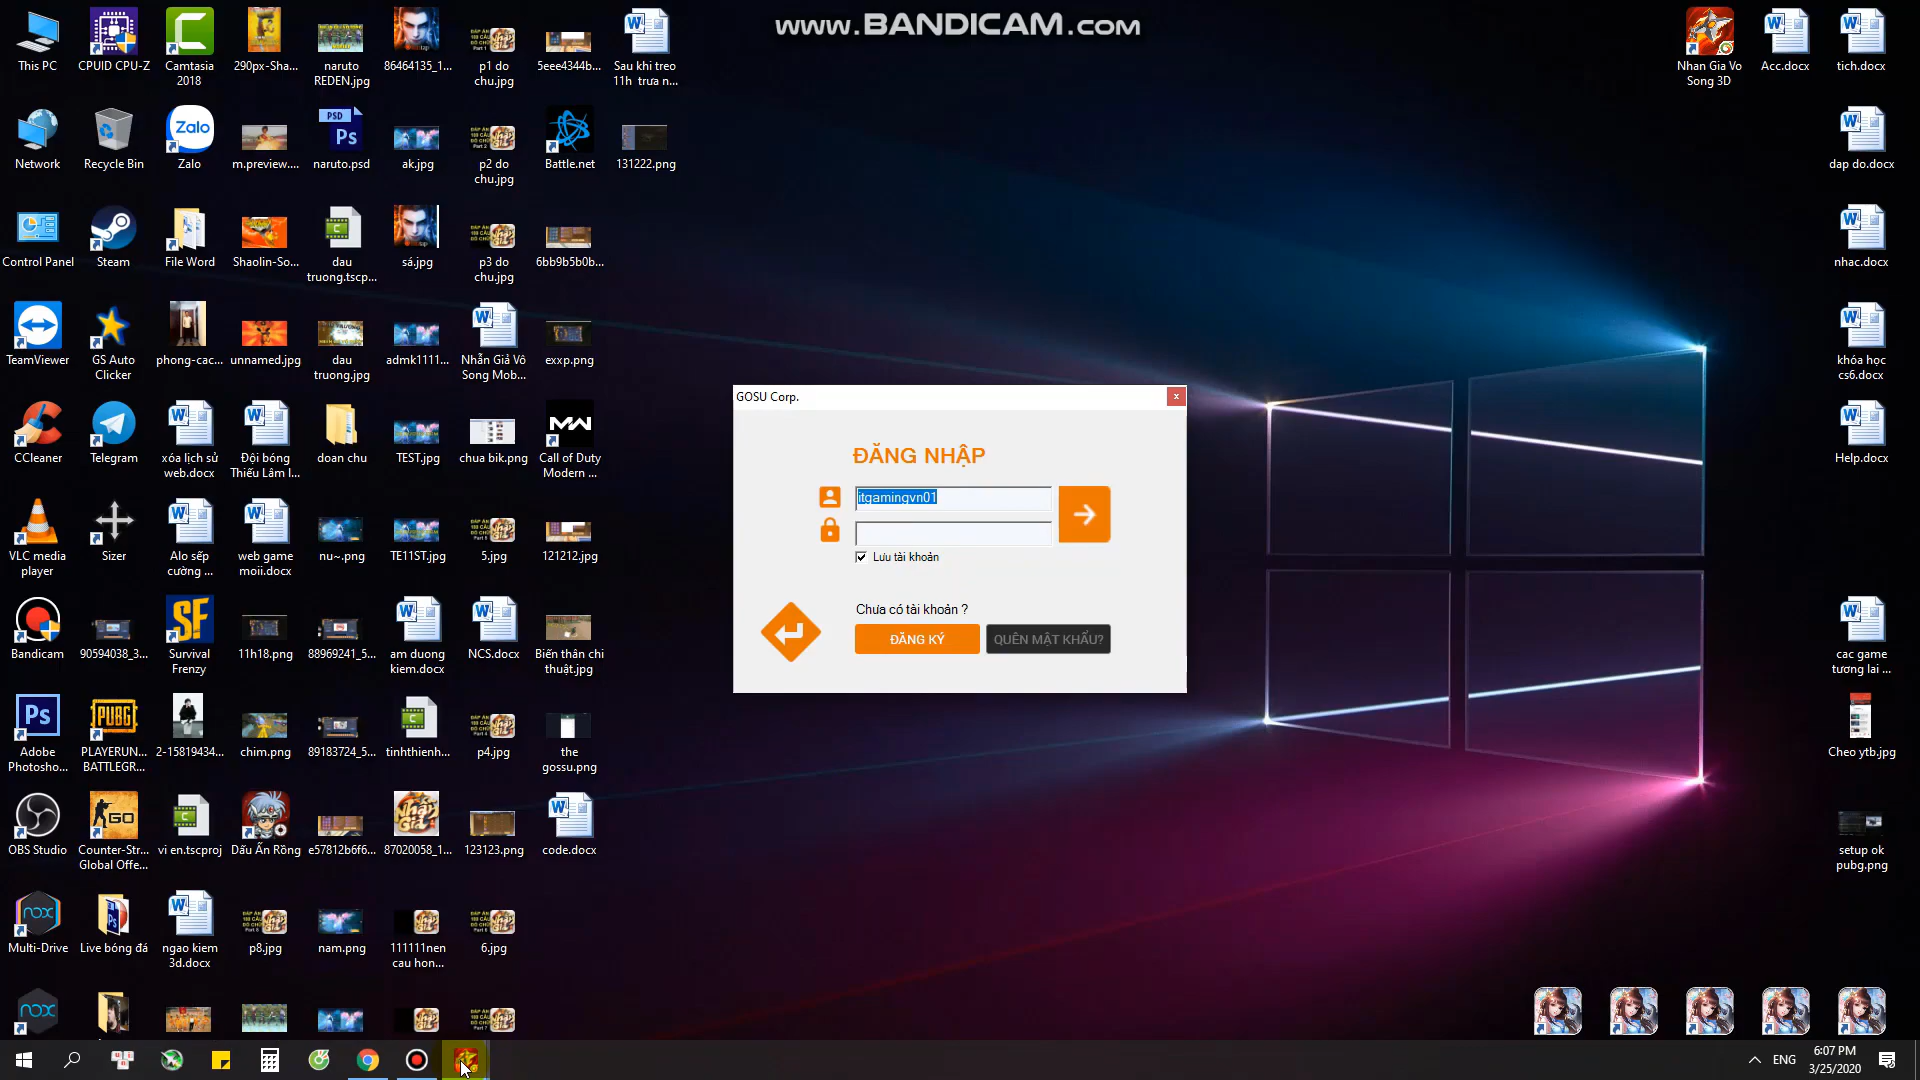 www.BANDICAM.com
This PC
CPUID CPU-Z
Camtasia
2018
290px-Sha...
naruto
REDEN.jpg
86464135_1...
p1 do
chu.jpg
5eee4344b...
Sau khi treo
11h trưa n...
Nhan Gia Vo
Song 3D
Acc.docx
tich.docx
Network
Recycle Bin
Zalo
Zalo
m.preview....
PSD
Ps
naruto.psd
ak.jpg
p2 do
chu.jpg
Battle.net
131222.png
dap do.docx
Control Panel
Steam
File Word
Shaolin-So...
dau
truong.tscp...
sá.jpg
p3 do
chu.jpg
6bb9b5b0b...
nhac.docx
TeamViewer
GS Auto
Clicker
phong-cac...
unnamed.jpg
dau
truong.jpg
admk1111...
Nhẫn Giả Vô
Song Mob...
exxp.png
khóa học
cs6.docx
GOSU Corp.
ĐĂNG NHẬP
itgamingvn01
Lưu tài khoản
Chưa có tài khoản ?
ĐĂNG KÝ
QUÊN MẬT KHẨU?
CCleaner
Telegram
xóa lịch sử
web.docx
Đội bóng
Thiếu Lâm l...
doan chu
TEST.jpg
chua bik.png
Call of Duty
Modern ...
Help.docx
VLC media
player
Sizer
Alo sếp
cường ...
web game
moii.docx
nu~.png
TE11ST.jpg
5.jpg
121212.jpg
Bandicam
90594038_3...
SF
Survival
Frenzy
11h18.png
88969241_5...
am duong
kiem.docx
NCS.docx
Biến thân chi
thuật.jpg
cac game
tương lai ...
Ps
Adobe
Photosho...
PUBG
PLAYERUN...
BATTLEGR...
2-15819434...
chim.png
89183724_5...
tinhthienh...
p4.jpg
the
gossu.png
Cheo ytb.jpg
OBS Studio
GO
Counter-Str...
Global Offe...
vi en.tscproj
Dấu Ấn Rồng
e57812b6f6...
87020058_1...
123123.png
code.docx
setup ok
pubg.png
nox
Multi-Drive
Live bóng đá
ngao kiem
3d.docx
p8.jpg
nam.png
111111nen
cau hon...
6.jpg
nox
ENG
6:07 PM
3/25/2020